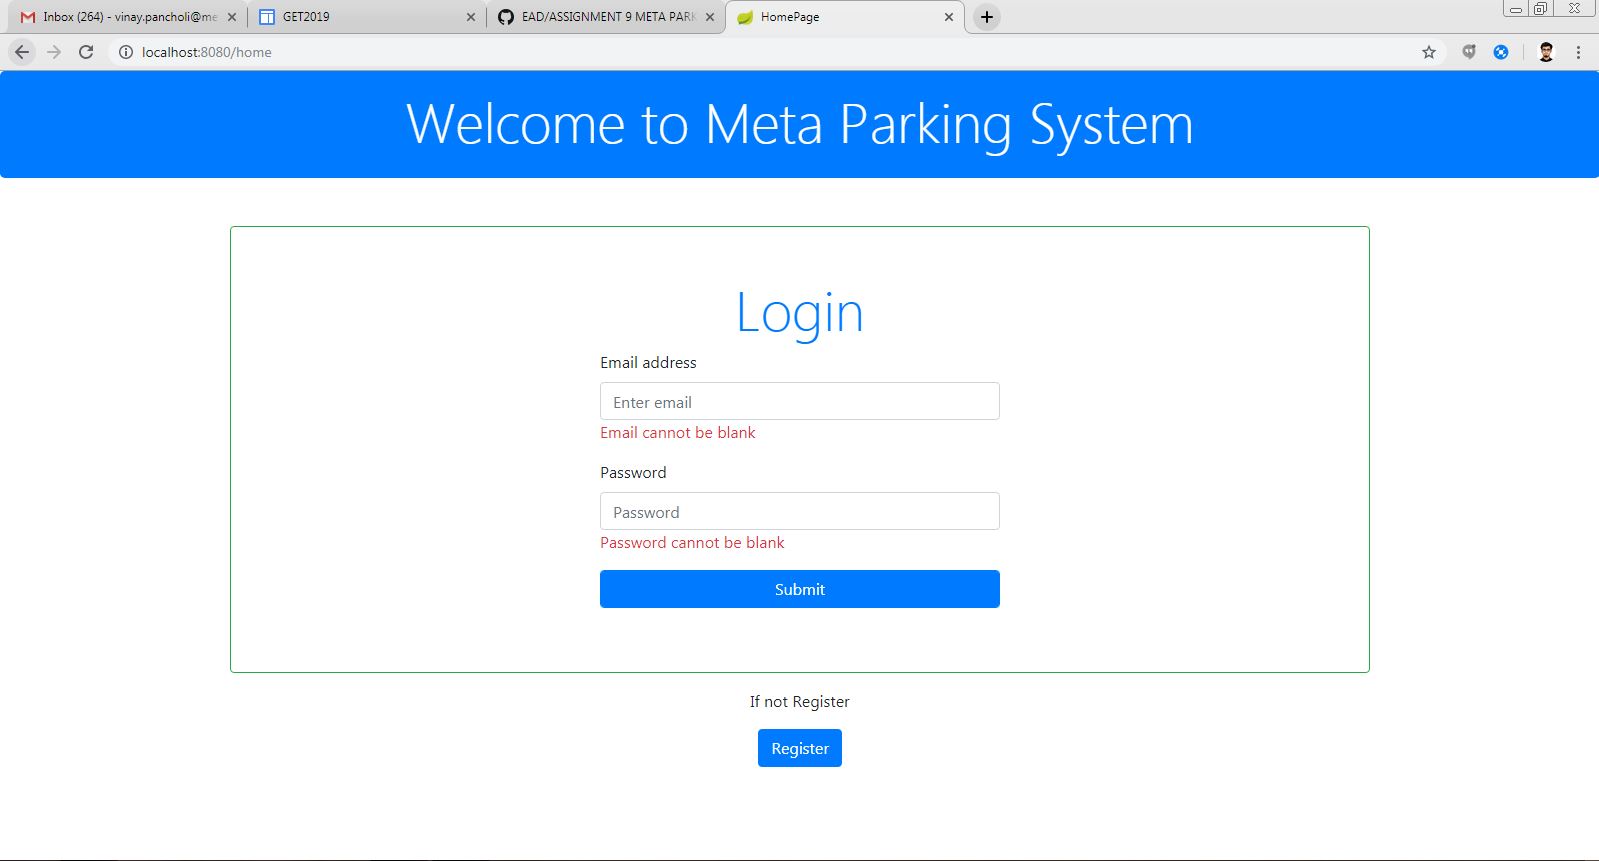 Inbox (264) - vinay.pancholi@me
GET2019
EAD/ASSIGNMENT 9 META PARK
HomePage
localhost:8080/home
Welcome to Meta Parking System
Login
Email address
Enter email
Email cannot be blank
Password
Password
Password cannot be blank
Submit
If not Register
Register